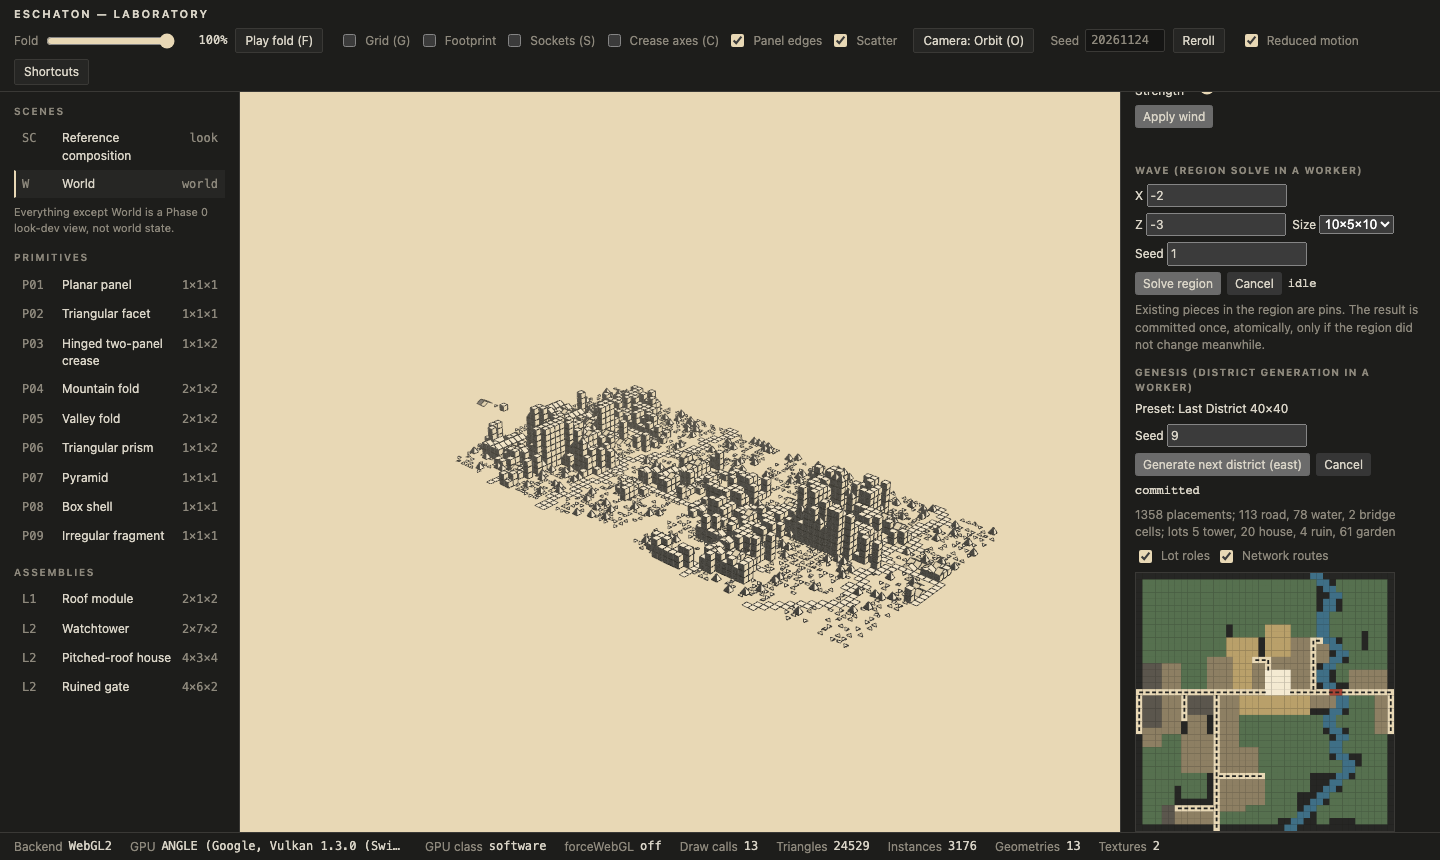 ESCHATON — LABORATORY
Fold 100% Play fold (F) Grid (G) Footprint Sockets (S) Crease axes (C) Panel edges Scatter Camera: Orbit (O) Seed 20261124 Reroll Reduced motion
Shortcuts
SCENES
SC Reference composition look
W World world
Everything except World is a Phase 0
look-dev view, not world state.
PRIMITIVES
P01 Planar panel 1×1×1
P02 Triangular facet 1×1×1
P03 Hinged two-panel crease 1×1×2
P04 Mountain fold 2×1×2
P05 Valley fold 2×1×2
P06 Triangular prism 1×1×2
P07 Pyramid 1×1×1
P08 Box shell 1×1×1
P09 Irregular fragment 1×1×1
ASSEMBLIES
L1 Roof module 2×1×2
L2 Watchtower 2×7×2
L2 Pitched-roof house 4×3×4
L2 Ruined gate 4×6×2
Strength
Apply wind
WAVE (REGION SOLVE IN A WORKER)
X -2
Z -3 Size 10×5×10
Seed 1
Solve region Cancel idle
Existing pieces in the region are pins. The result is
committed once, atomically, only if the region did
not change meanwhile.
GENESIS (DISTRICT GENERATION IN A
WORKER)
Preset: Last District 40×40
Seed 9
Generate next district (east) Cancel
committed
1358 placements; 113 road, 78 water, 2 bridge
cells; lots 5 tower, 20 house, 4 ruin, 61 garden
Lot roles Network routes
Backend WebGL2 GPU ANGLE (Google, Vulkan 1.3.0 (Swi… GPU class software forceWebGL off Draw calls 13 Triangles 24529 Instances 3176 Geometries 13 Textures 2